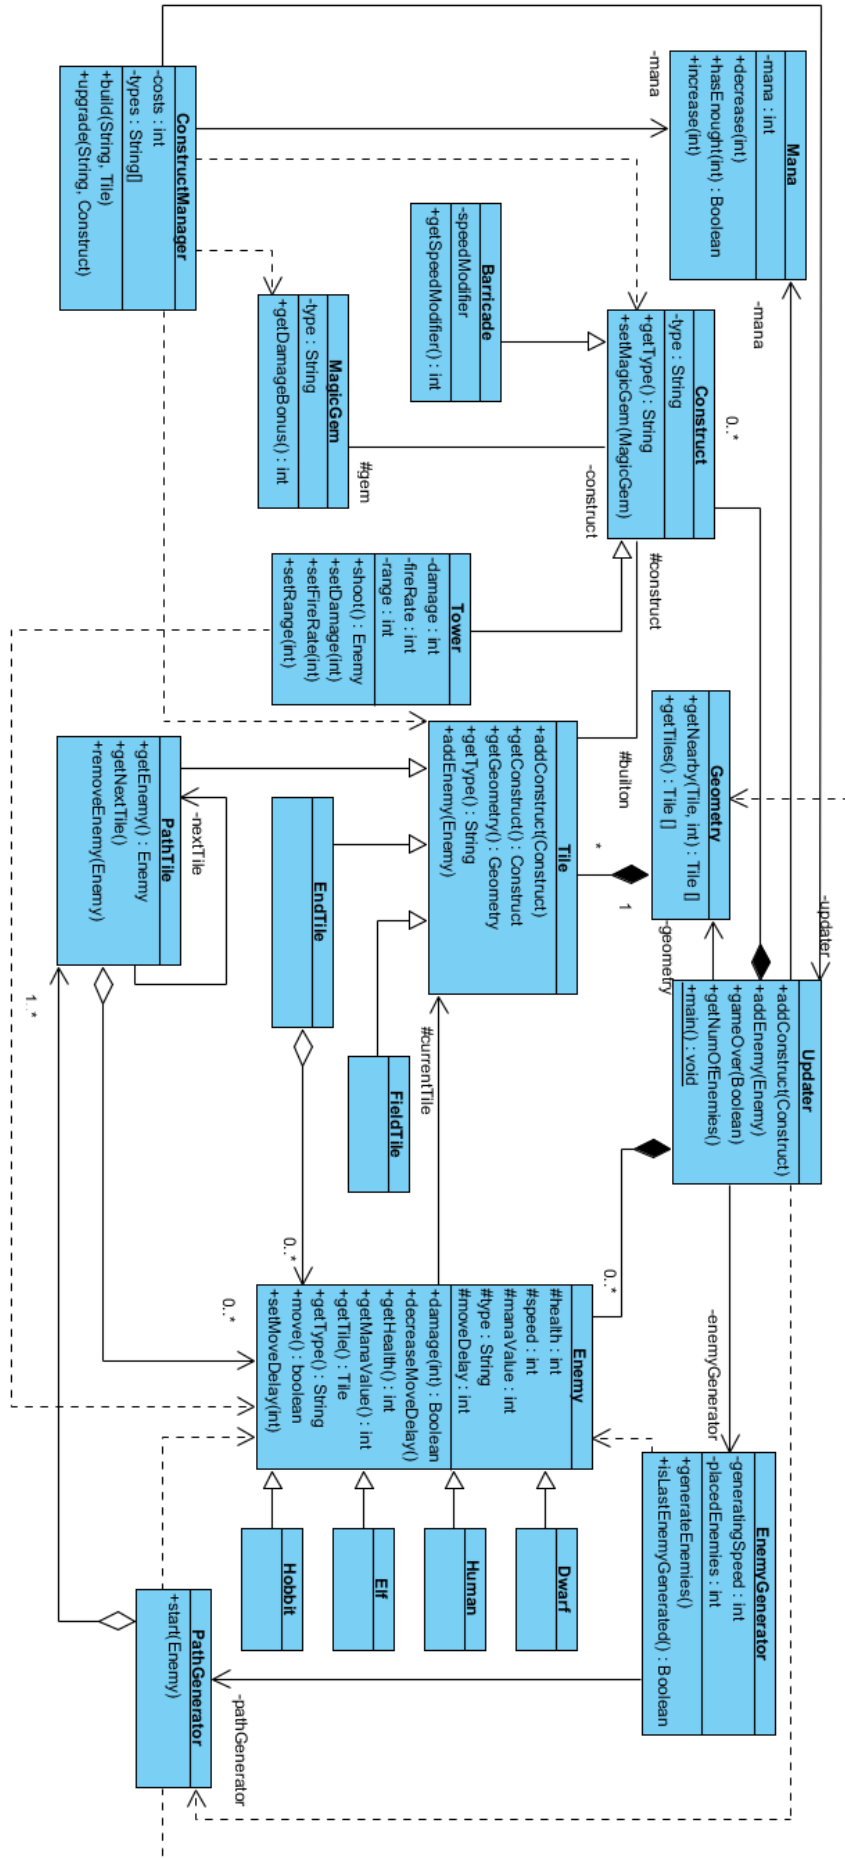 Mana
-mana : int
+decrease(int)
+hasEnought(int) : Boolean
+increase(int)
-mana
-mana
ConstructManager
-costs : int
-types : String[]
+build(String, Tile)
+upgrade(String, Construct)
Construct
-type : String
+getType() : String
+setMagicGem(MagicGem)
0..*
-construct
#construct
Barricade
-speedModifier
+getSpeedModifier() : int
MagicGem
-type : String
+getDamageBonus() : int
#gem
Tower
-damage : int
-fireRate : int
-range : int
+shoot() : Enemy
+setDamage(int)
+setFireRate(int)
+setRange(int)
Geometry
+getNearby(Tile, int) : Tile []
+getTiles() : Tile []
#builton
*
1
-geometry
-updater
Tile
+addConstruct(Construct)
+getConstruct() : Construct
+getGeometry() : Geometry
+getType() : String
+addEnemy(Enemy)
PathTile
+getEnemy() : Enemy
+getNextTile()
+removeEnemy(Enemy)
-nextTile
EndTile
FieldTile
#currentTile
1..*
Updater
+addConstruct(Construct)
+addEnemy(Enemy)
+gameOver(Boolean)
+getNumOfEnemies()
+main() : void
0..*
0..*
0..*
-enemyGenerator
Enemy
#health : int
#speed : int
#manaValue : int
#type : String
#moveDelay : int
+damage(int) : Boolean
+decreaseMoveDelay()
+getHealth() : int
+getManaValue() : int
+getTile() : Tile
+getType() : String
+move() : boolean
+setMoveDelay(int)
EnemyGenerator
-generatingSpeed : int
-placedEnemies : int
+generateEnemies()
+isLastEnemyGenerated() : Boolean
Dwarf
Human
Elf
Hobbit
PathGenerator
+start(Enemy)
-pathGenerator